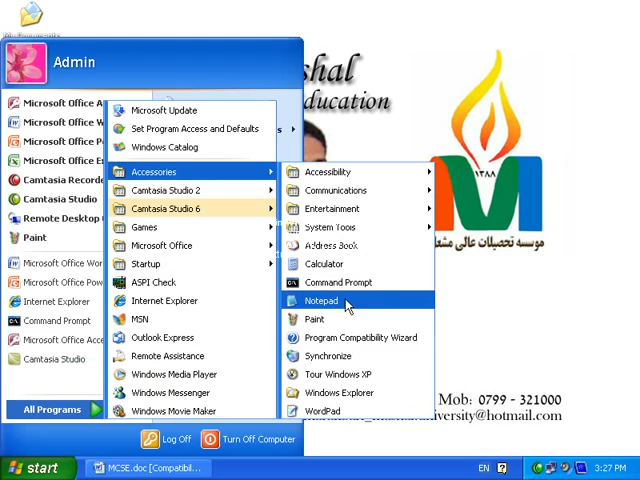 Admin
shal
education
۱۳۸۸
موسسه تحصیلات عالی مشعل
Mob: 0799 - 321000
university@hotmail.com
Microsoft Office
Microsoft Office
Microsoft Office
Microsoft Office
Camtasia Recorde
Camtasia Studio
Remote Desktop
Paint
Microsoft Office Wor
Microsoft Office Pow
Internet Explorer
Command Prompt
Microsoft Office Acce
Camtasia Studio
All Programs
Microsoft Update
Set Program Access and Defaults
Windows Catalog
Accessories
Camtasia Studio 2
Camtasia Studio 6
Games
Microsoft Office
Startup
ASPI Check
Internet Explorer
MSN
Outlook Express
Remote Assistance
Windows Media Player
Windows Messenger
Windows Movie Maker
Accessibility
Communications
Entertainment
System Tools
Address Book
Calculator
Command Prompt
Notepad
Paint
Program Compatibility Wizard
Synchronize
Tour Windows XP
Windows Explorer
WordPad
Log Off
Turn Off Computer
start
MCSE.doc [Compatibil...
EN
3:27 PM